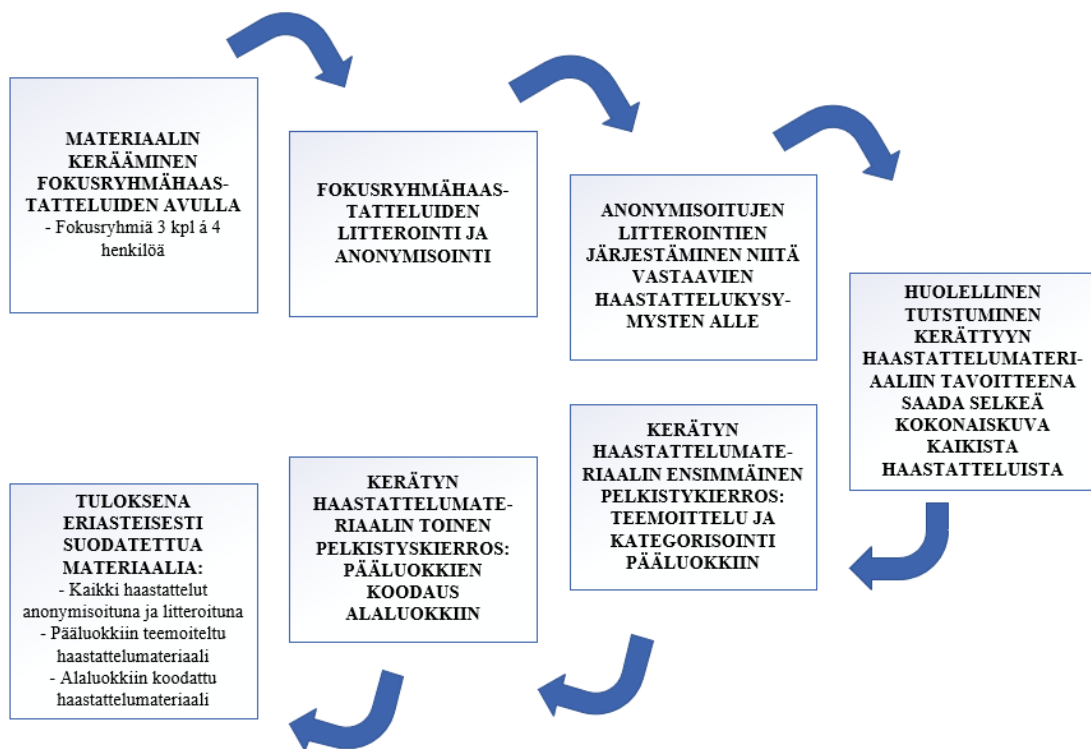 MATERIAALIN
KERÄÄMINEN
FOKUSRYHMÄHAAS-
TATTELUIDEN AVULLA
- Fokusryhmiä 3 kpl á 4
henkilöä
FOKUSRYHMÄHAAS-
TATTELUIDEN
LITTEROINTI JA
ANONYMISOINTI
ANONYMISOITUJEN
LITTEROINTIEN
JÄRJESTÄMINEN NIITÄ
VASTAAVIEN
HAASTATTELUKYSY-
MYSTEN ALLE
HUOLELLINEN
TUTSTUMINEN
KERÄTTYYN
HAASTATTELUMATERI-
AALIIN TAVOITTEENA
SAADA SELKEÄ
KOKONAISKUVA
KAIKISTA
HAASTATTELUISTA
KERÄTYN
HAASTATTELUMATE-
RIAALIN ENSIMMÄINEN
PELKISTYKIERROS:
TEEMOITTELU JA
KATEGORISOINTI
PÄÄLUOKKIIN
KERÄTYN
HAASTATTELUMATE-
RIAALIN TOINEN
PELKISTYSKIERROS:
PÄÄLUOKKIEN
KOODAUS
ALALUOKKIIN
TULOKSENA
ERIASTEISESTI
SUODATETTUA
MATERIAALIA:
- Kaikki haastattelut
anonymisoituna ja litteroituna
- Pääluokkiin teemoiteltu
haastattelumateriaali
- Alaluokkiin koodattu
haastattelumateriaali